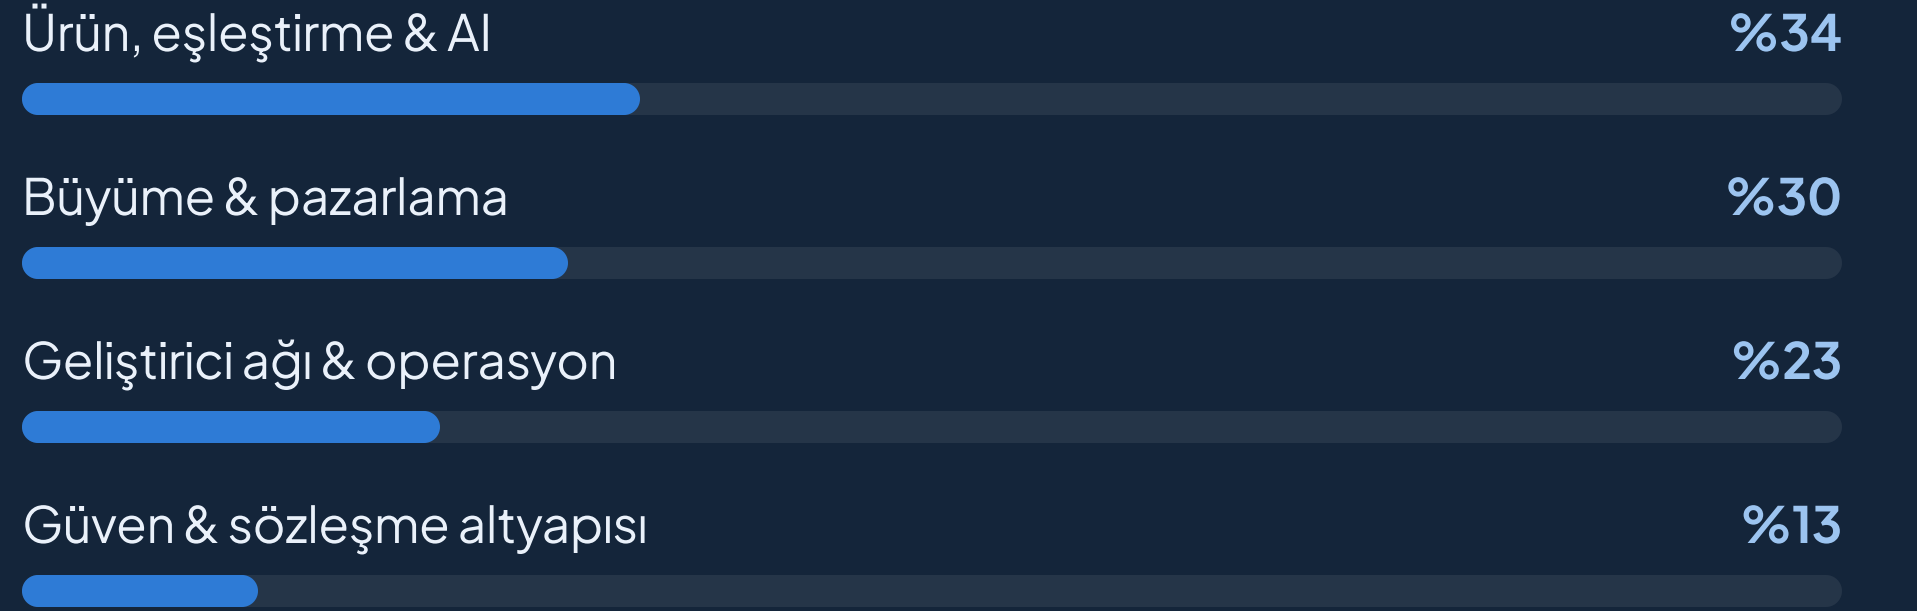 Ürün, eşleştirme & AI %34
Büyüme & pazarlama %30
Geliştirici ağı & operasyon %23
Güven & sözleşme altyapısı %13